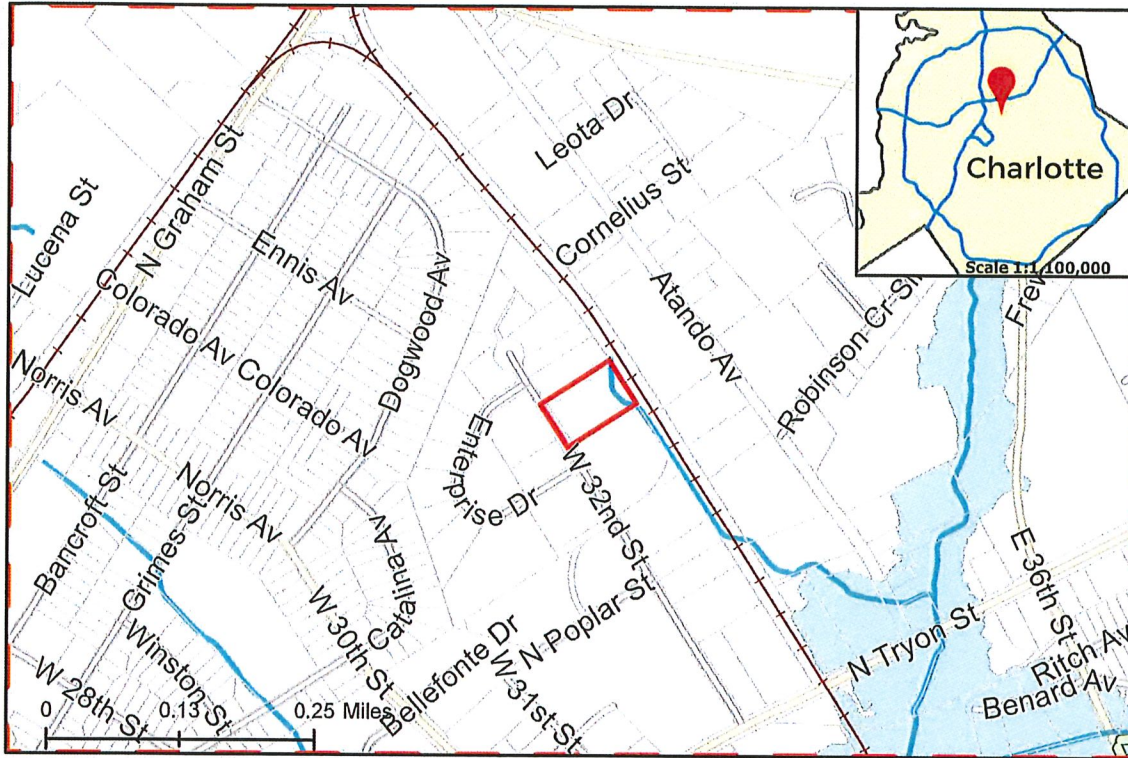 Charlotte
Scale 1:1,100,000
Leota Dr
Cornelius St
N Graham St
Lucena St
Ennis Av
Colorado Av
Colorado Av
Dogwood Av
Atando Av
Norris Av
Norris Av
Enterprise Dr
W 32nd St
Bancroft St
Grimes St
Catalina Av
W 30th St
Winston St
W 28th St
Bellefonte Dr
N Poplar St
W 31st St
N Tryon St
E 36th St
Ritch Av
Benard Av
Robinson Cr
0 0.13 0.25 Miles